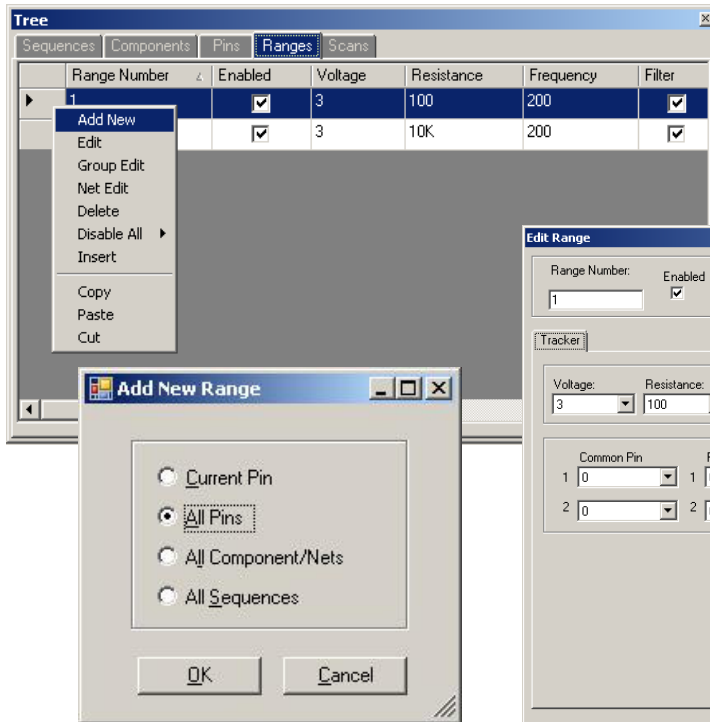 Tree
Sequences Components Pins Ranges Scans
Range Number Enabled Voltage Resistance Frequency Filter
1 3 100 200
3 10K 200
Add New
Edit
Group Edit
Net Edit
Delete
Disable All
Insert
Copy
Paste
Cut
Edit Range
Range Number: Enabled
1
Tracker
Voltage: Resistance:
3 100
Common Pin
1 0 1
2 0 2
Add New Range
Current Pin
All Pins
All Component/Nets
All Sequences
OK Cancel